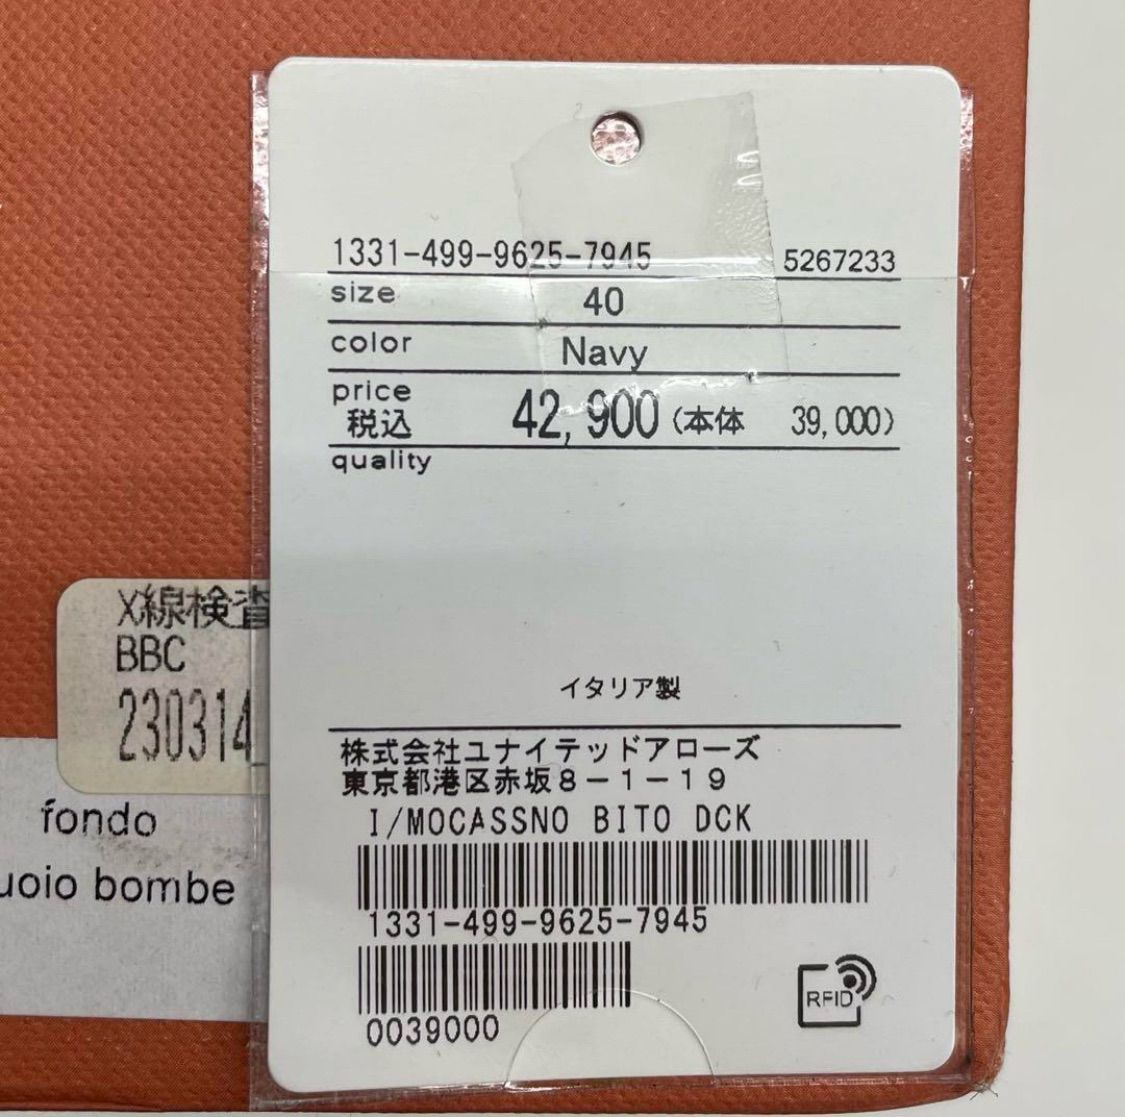 1331-499-9625-7945 5267233
size 40
color Navy
price
税込 42,900 (本体 39,000)
quality
X線検査
BBC
230314
イタリア製
株式会社ユナイテッドアローズ
東京都港区赤坂8−1−19
fondo
I/MOCASSNO BITO DCK
uoio bombe
1331-499-9625-7945
RFID
0039000